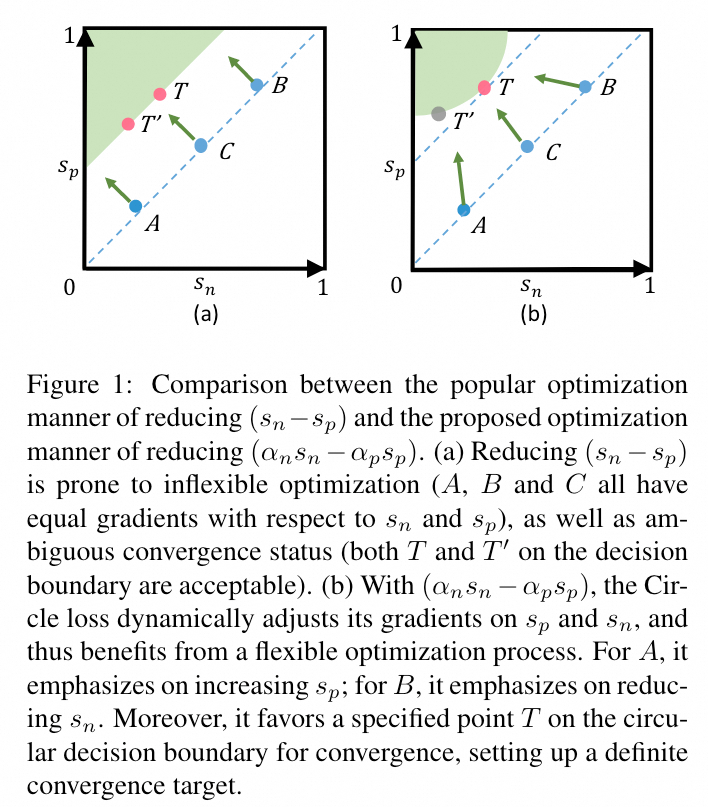 1
T
T′
B
C
s_p
A
0
s_n
1
(a)
1
T
T′
B
C
s_p
A
0
s_n
1
(b)
Figure 1: Comparison between the popular optimization
manner of reducing (s_n − s_p) and the proposed optimization
manner of reducing (α_n s_n − α_p s_p). (a) Reducing (s_n − s_p)
is prone to inflexible optimization (A, B and C all have
equal gradients with respect to s_n and s_p), as well as am-
biguous convergence status (both T and T′ on the decision
boundary are acceptable). (b) With (α_n s_n − α_p s_p), the Cir-
cle loss dynamically adjusts its gradients on s_p and s_n, and
thus benefits from a flexible optimization process. For A, it
emphasizes on increasing s_p; for B, it emphasizes on reduc-
ing s_n. Moreover, it favors a specified point T on the circu-
lar decision boundary for convergence, setting up a definite
convergence target.